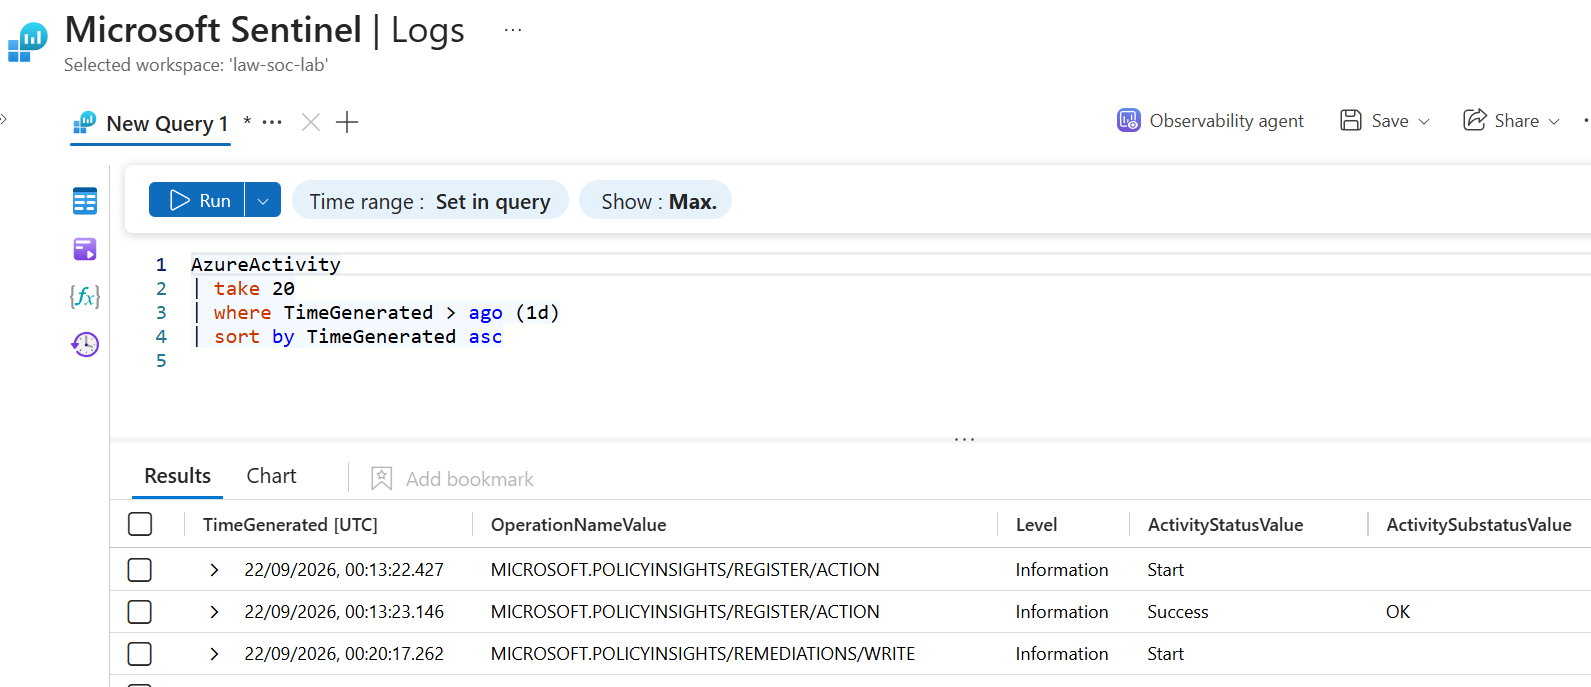 Microsoft Sentinel | Logs ...
Selected workspace: 'law-soc-lab'
New Query 1 * ...
Observability agent
Save
Share
Run
Time range : Set in query
Show : Max.
1 AzureActivity
2 | take 20
3 | where TimeGenerated > ago (1d)
4 | sort by TimeGenerated asc
5
{fx}
...
Results
Chart
Add bookmark
TimeGenerated [UTC] OperationNameValue Level ActivityStatusValue ActivitySubstatusValue
22/09/2026, 00:13:22.427 MICROSOFT.POLICYINSIGHTS/REGISTER/ACTION Information Start
22/09/2026, 00:13:23.146 MICROSOFT.POLICYINSIGHTS/REGISTER/ACTION Information Success OK
22/09/2026, 00:20:17.262 MICROSOFT.POLICYINSIGHTS/REMEDIATIONS/WRITE Information Start